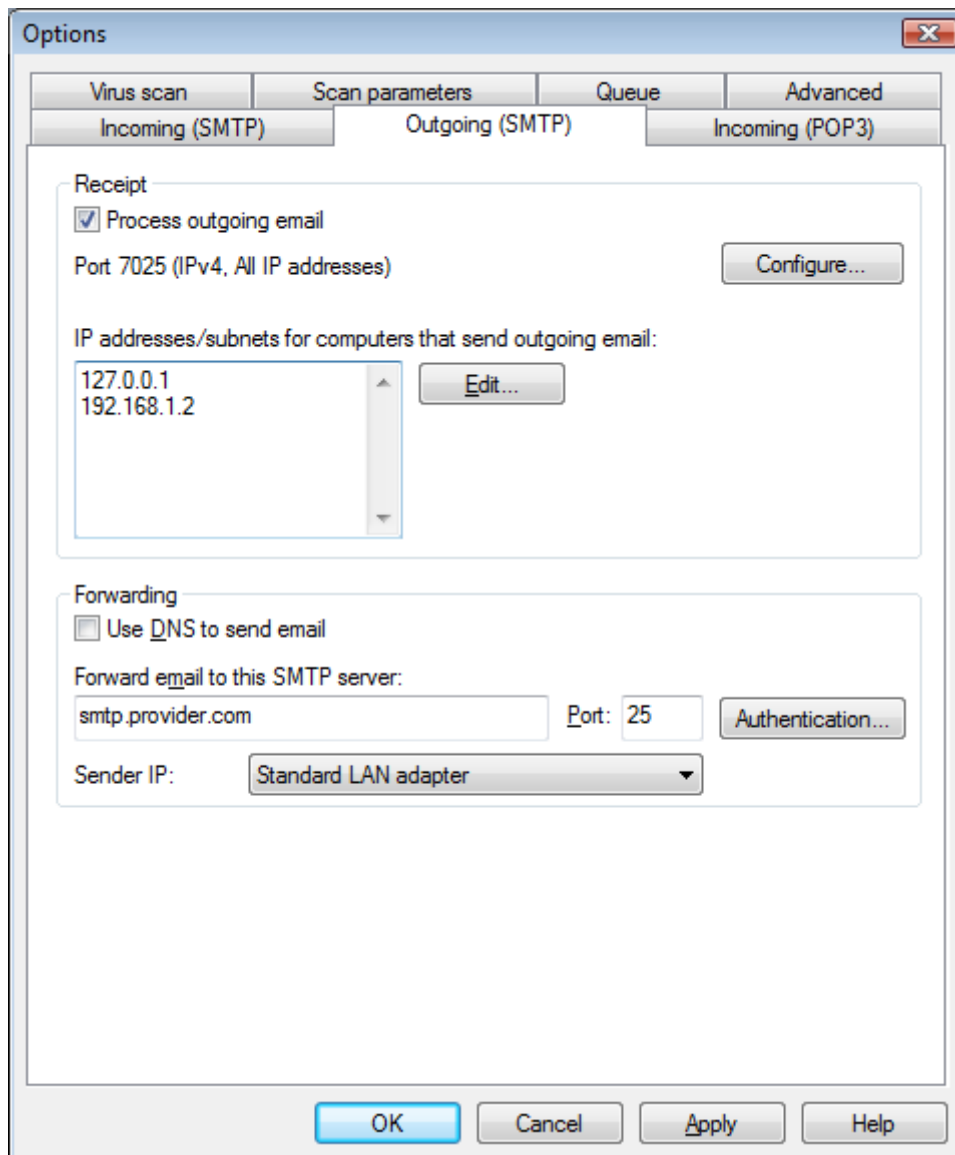 Options
Virus scan
Scan parameters
Queue
Advanced
Incoming (SMTP)
Outgoing (SMTP)
Incoming (POP3)
Receipt
Process outgoing email
Port 7025 (IPv4, All IP addresses)
Configure...
IP addresses/subnets for computers that send outgoing email:
127.0.0.1
192.168.1.2
Edit...
Forwarding
Use DNS to send email
Forward email to this SMTP server:
smtp.provider.com
Port: 25
Authentication...
Sender IP: Standard LAN adapter
OK
Cancel
Apply
Help